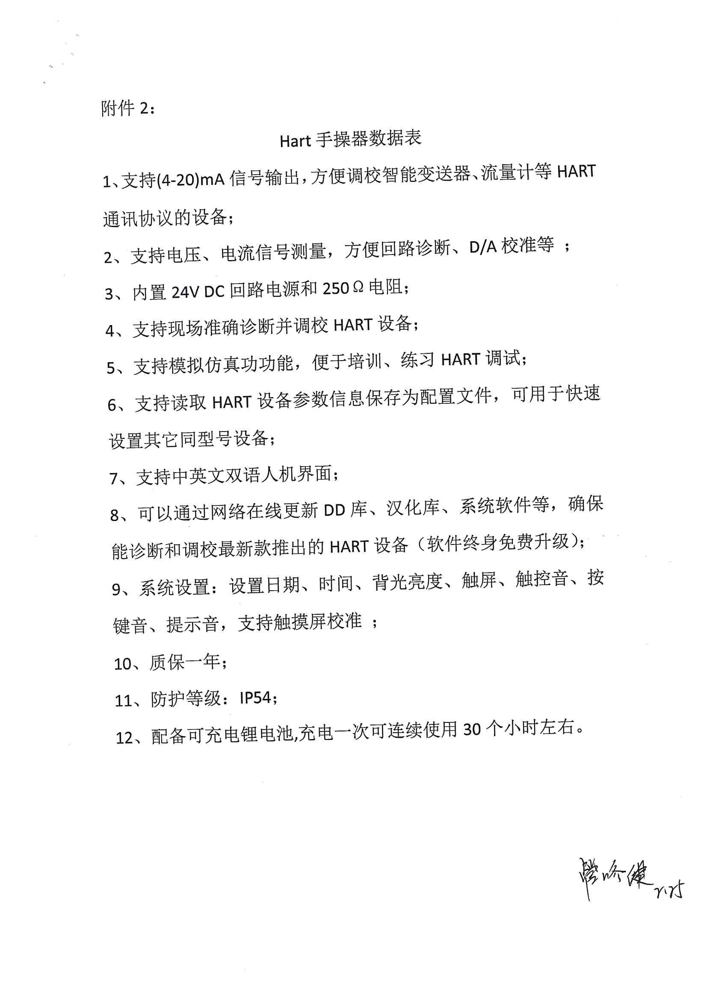 附件 2：
Hart 手操器数据表
1、支持(4-20)mA 信号输出，方便调校智能变送器、流量计等 HART
通讯协议的设备；
2、支持电压、电流信号测量，方便回路诊断、D/A 校准等 ；
3、内置 24V DC 回路电源和 250Ω电阻；
4、支持现场准确诊断并调校 HART 设备；
5、支持模拟仿真功功能，便于培训、练习 HART 调试；
6、支持读取 HART 设备参数信息保存为配置文件，可用于快速
设置其它同型号设备；
7、支持中英文双语人机界面；
8、可以通过网络在线更新 DD 库、汉化库、系统软件等，确保
能诊断和调校最新款推出的 HART 设备（软件终身免费升级）；
9、系统设置：设置日期、时间、背光亮度、触屏、触控音、按
键音、提示音，支持触摸屏校准 ；
10、质保一年；
11、防护等级：IP54；
12、配备可充电锂电池,充电一次可连续使用 30 个小时左右。